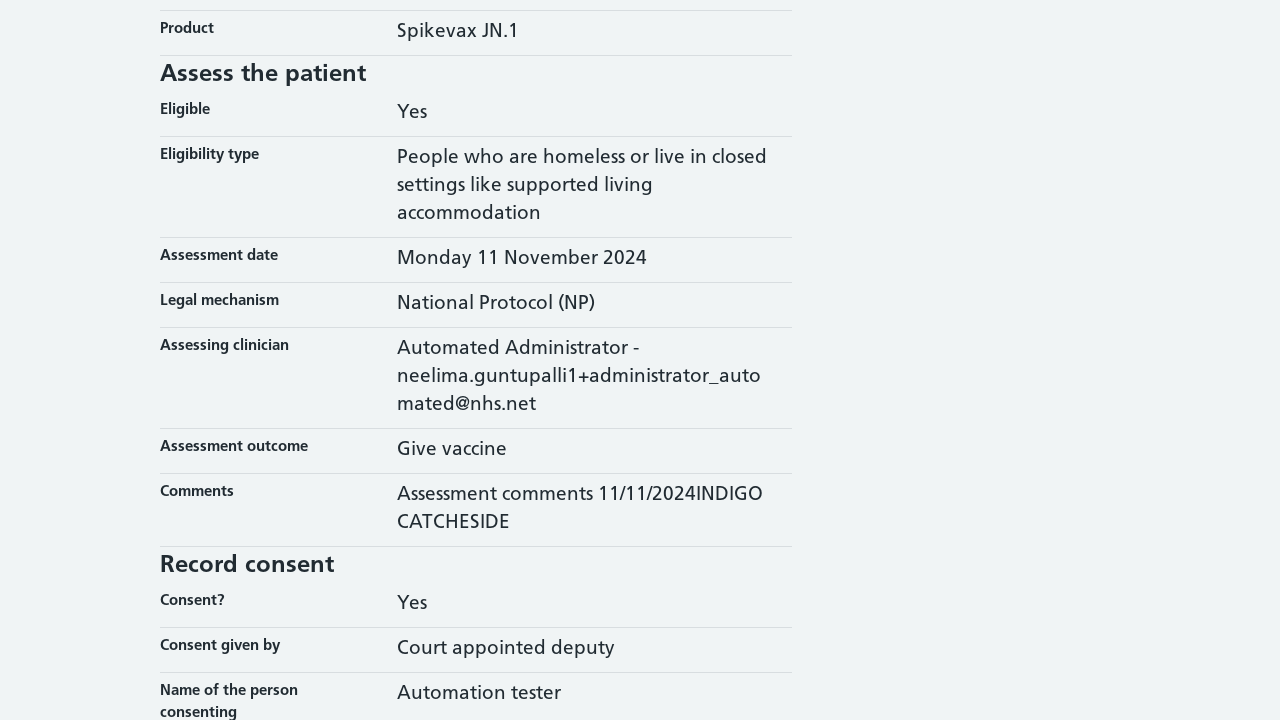 Product
Spikevax JN.1
Assess the patient
Eligible
Yes
Eligibility type
People who are homeless or live in closed
settings like supported living
accommodation
Assessment date
Monday 11 November 2024
Legal mechanism
National Protocol (NP)
Assessing clinician
Automated Administrator -
neelima.guntupalli1+administrator_auto
mated@nhs.net
Assessment outcome
Give vaccine
Comments
Assessment comments 11/11/2024INDIGO
CATCHESIDE
Record consent
Consent?
Yes
Consent given by
Court appointed deputy
Name of the person
consenting
Automation tester